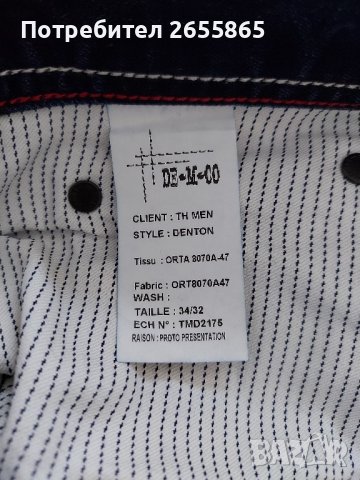 Потребител 2655865
DE-M-CO
CLIENT : TH MEN
STYLE : DENTON
Tissu : ORTA 8070A-47
Fabric : ORT8070A47
WASH :
TAILLE : 34/32
ECH N° : TMD2175
RAISON : PROTO PRESENTATION
BAZAR